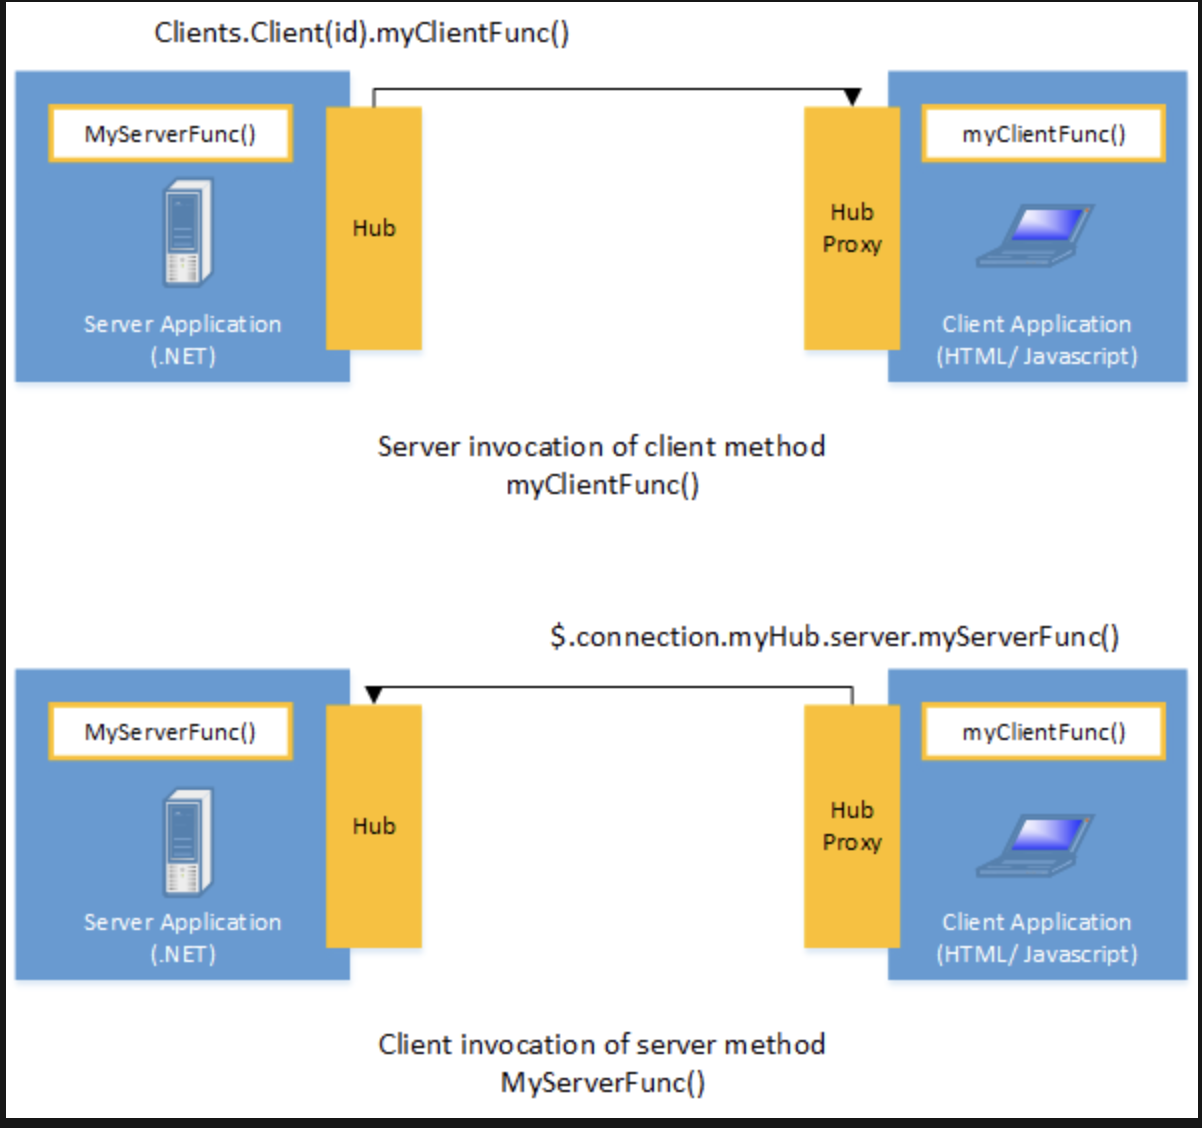 Clients.Client(id).myClientFunc()
MyServerFunc()
Hub
Server Application
(.NET)
Hub
Proxy
myClientFunc()
Client Application
(HTML/ Javascript)
Server invocation of client method
myClientFunc()
$.connection.myHub.server.myServerFunc()
MyServerFunc()
Hub
Server Application
(.NET)
Hub
Proxy
myClientFunc()
Client Application
(HTML/ Javascript)
Client invocation of server method
MyServerFunc()